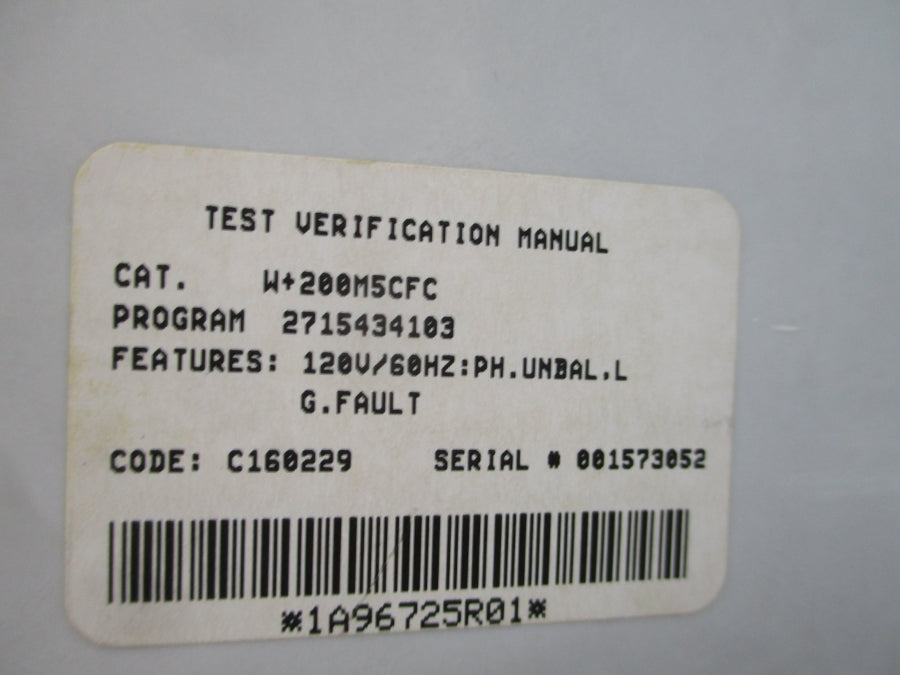 TEST VERIFICATION MANUAL
CAT. W+200M5CFC
PROGRAM 2715434103
FEATURES: 120V/60HZ:PH.UNBAL.L
G.FAULT
CODE: C160229 SERIAL # 001573052
*1A96725R01*